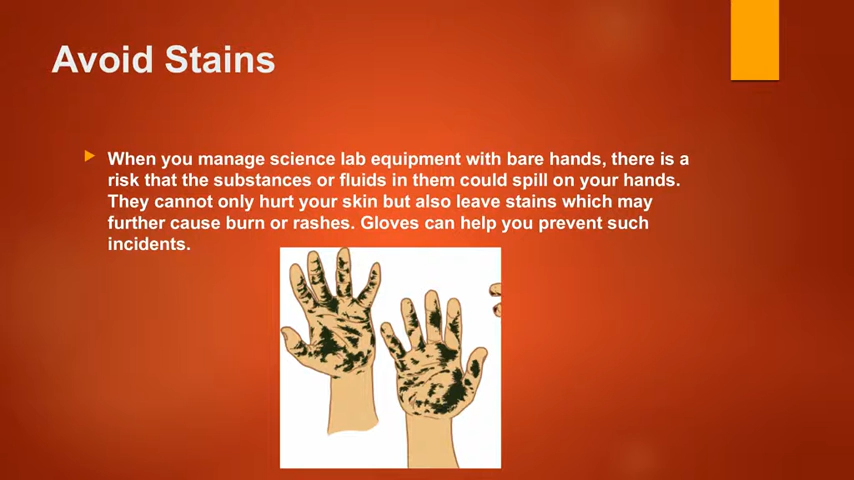 Avoid Stains
When you manage science lab equipment with bare hands, there is a
risk that the substances or fluids in them could spill on your hands.
They cannot only hurt your skin but also leave stains which may
further cause burn or rashes. Gloves can help you prevent such
incidents.